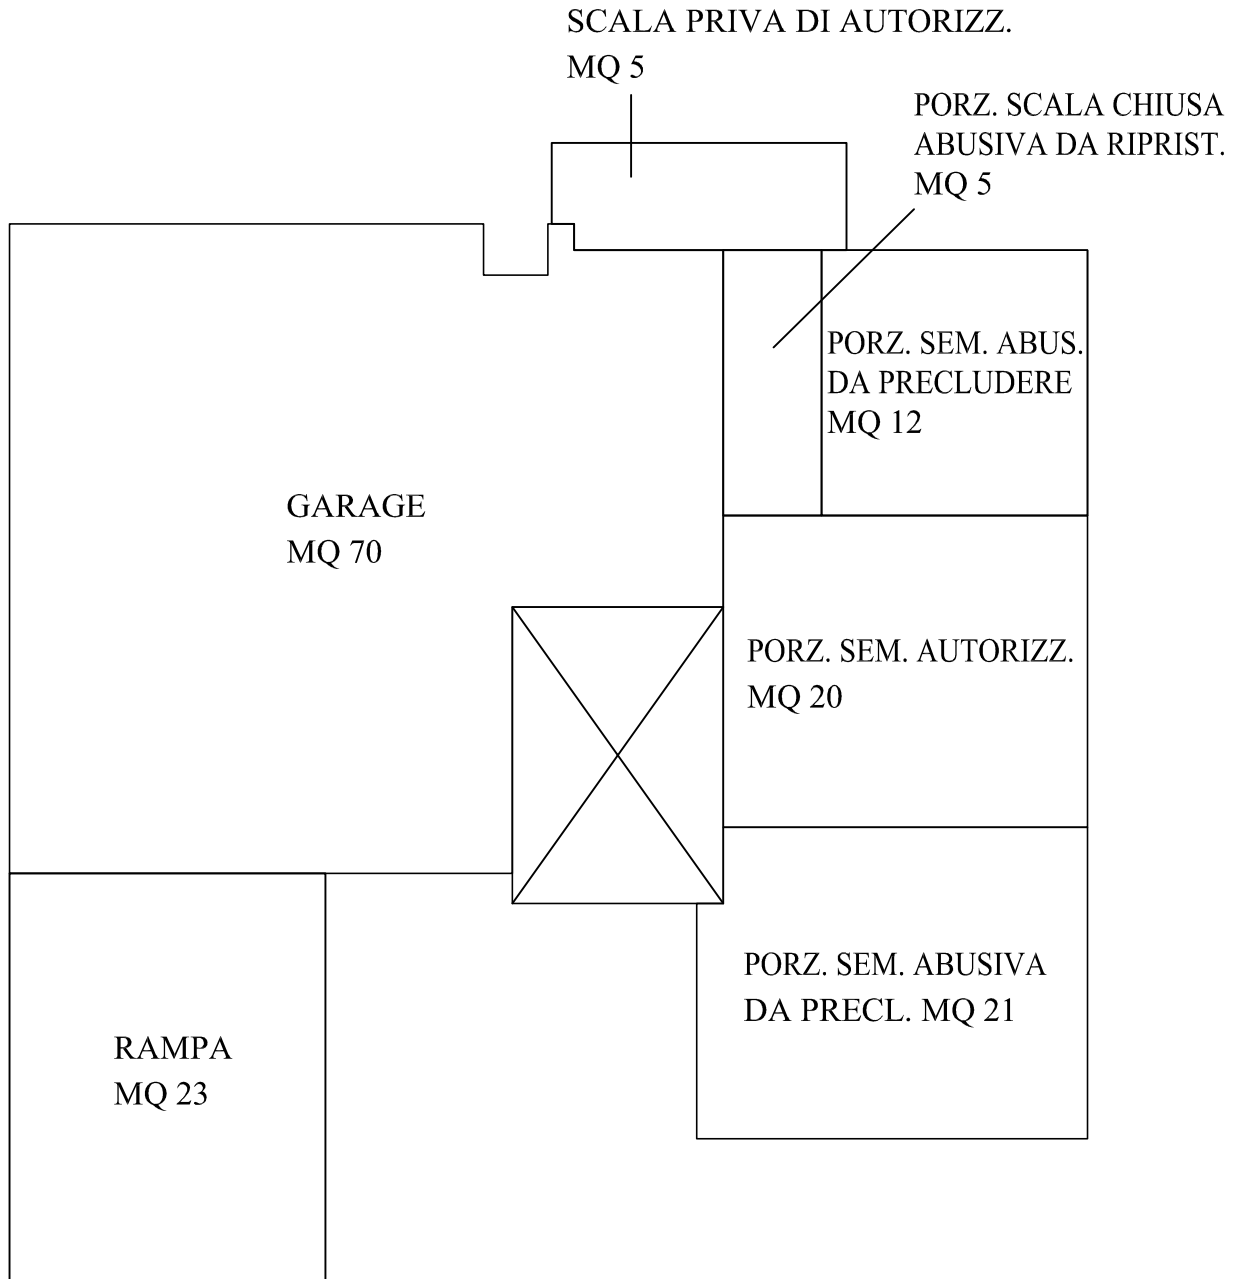 SCALA PRIVA DI AUTORIZZ.
MQ 5
PORZ. SCALA CHIUSA
ABUSIVA DA RIPRIST.
MQ 5
PORZ. SEM. ABUS.
DA PRECLUDERE
MQ 12
GARAGE
MQ 70
PORZ. SEM. AUTORIZZ.
MQ 20
PORZ. SEM. ABUSIVA
DA PRECL. MQ 21
RAMPA
MQ 23